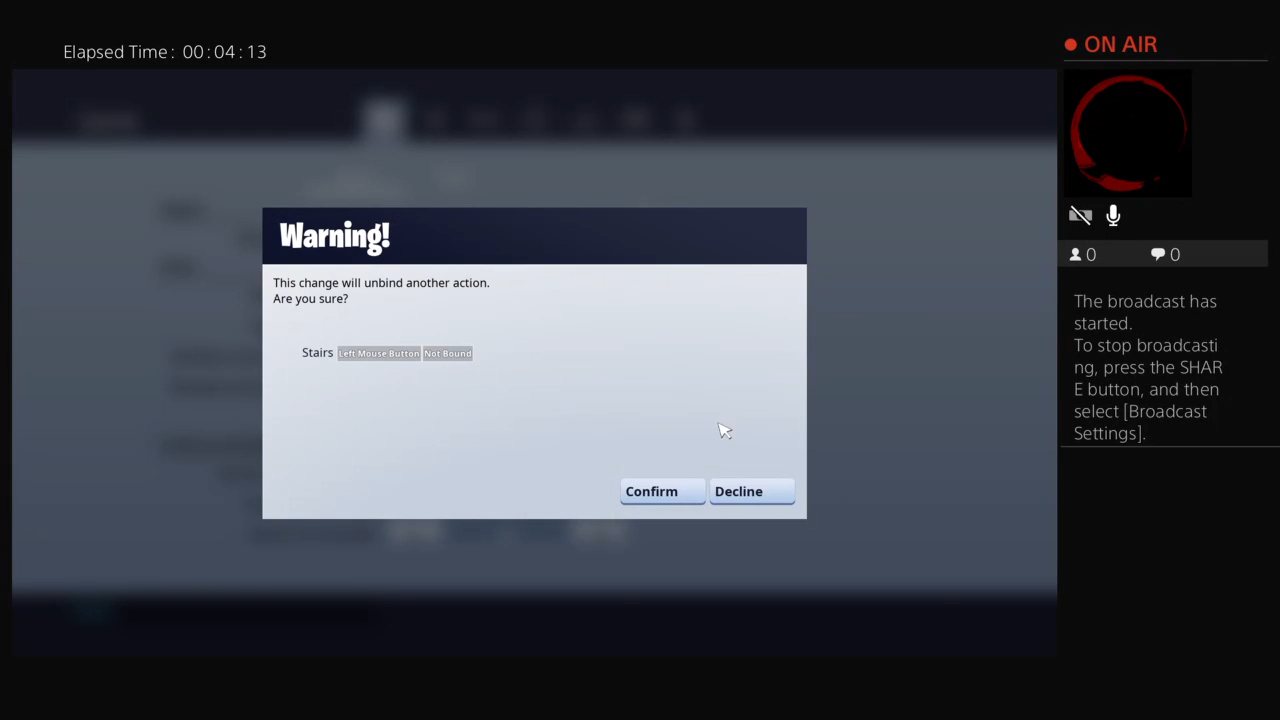 Elapsed Time: 00:04:13
ON AIR
0 0
The broadcast has
started.
To stop broadcasti
ng, press the SHAR
E button, and then
select [Broadcast
Settings].
Warning!
This change will unbind another action.
Are you sure?
Stairs Left Mouse Button Not Bound
Confirm Decline